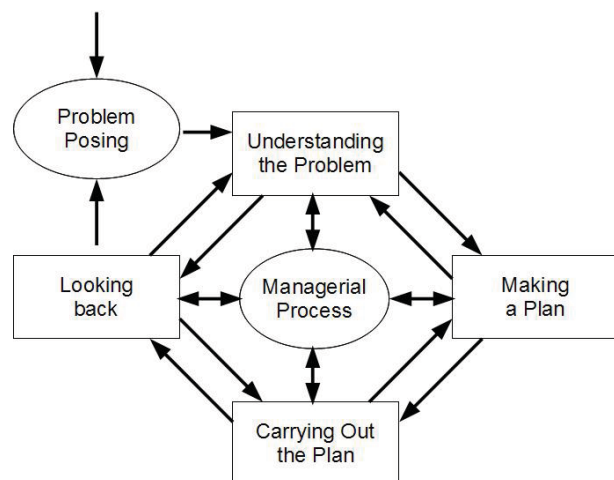 Problem
Posing
Understanding
the Problem
Looking
back
Managerial
Process
Making
a Plan
Carrying Out
the Plan